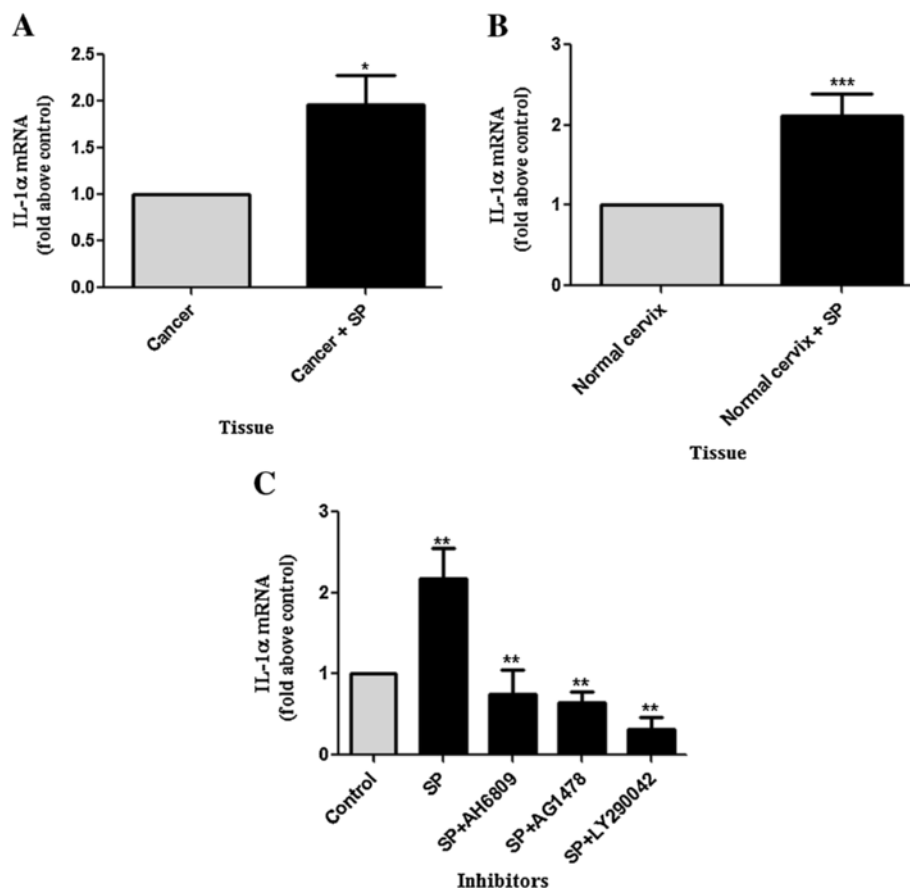 A
IL-1α mRNA
(fold above control)
2.5
2.0
1.5
1.0
0.5
0.0
*
Cancer
Cancer + SP
Tissue
B
IL-1α mRNA
(fold above control)
3
2
1
0
***
Normal cervix
Normal cervix + SP
Tissue
C
IL-1α mRNA
(fold above control)
3
2
1
0
**
**
**
**
Control
SP
SP+AH6809
SP+AG1478
SP+LY290042
Inhibitors